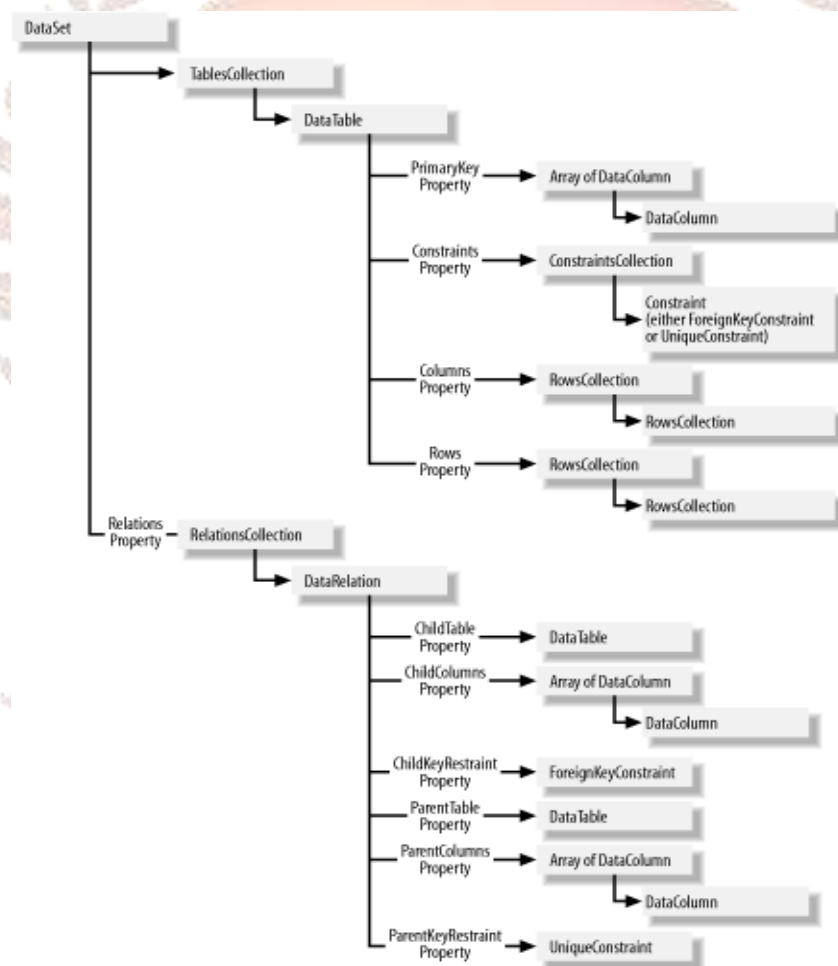 DataSet
TablesCollection
DataTable
PrimaryKey
Property
Array of DataColumn
DataColumn
Constraints
Property
ConstraintsCollection
Constraint
(either ForeignKeyConstraint
or UniqueConstraint)
Columns
Property
RowsCollection
RowsCollection
Rows
Property
RowsCollection
RowsCollection
Relations
Property
RelationsCollection
DataRelation
ChildTable
Property
DataTable
ChildColumns
Property
Array of DataColumn
DataColumn
ChildKeyRestraint
Property
ForeignKeyConstraint
ParentTable
Property
DataTable
ParentColumns
Property
Array of DataColumn
DataColumn
ParentKeyRestraint
Property
UniqueConstraint